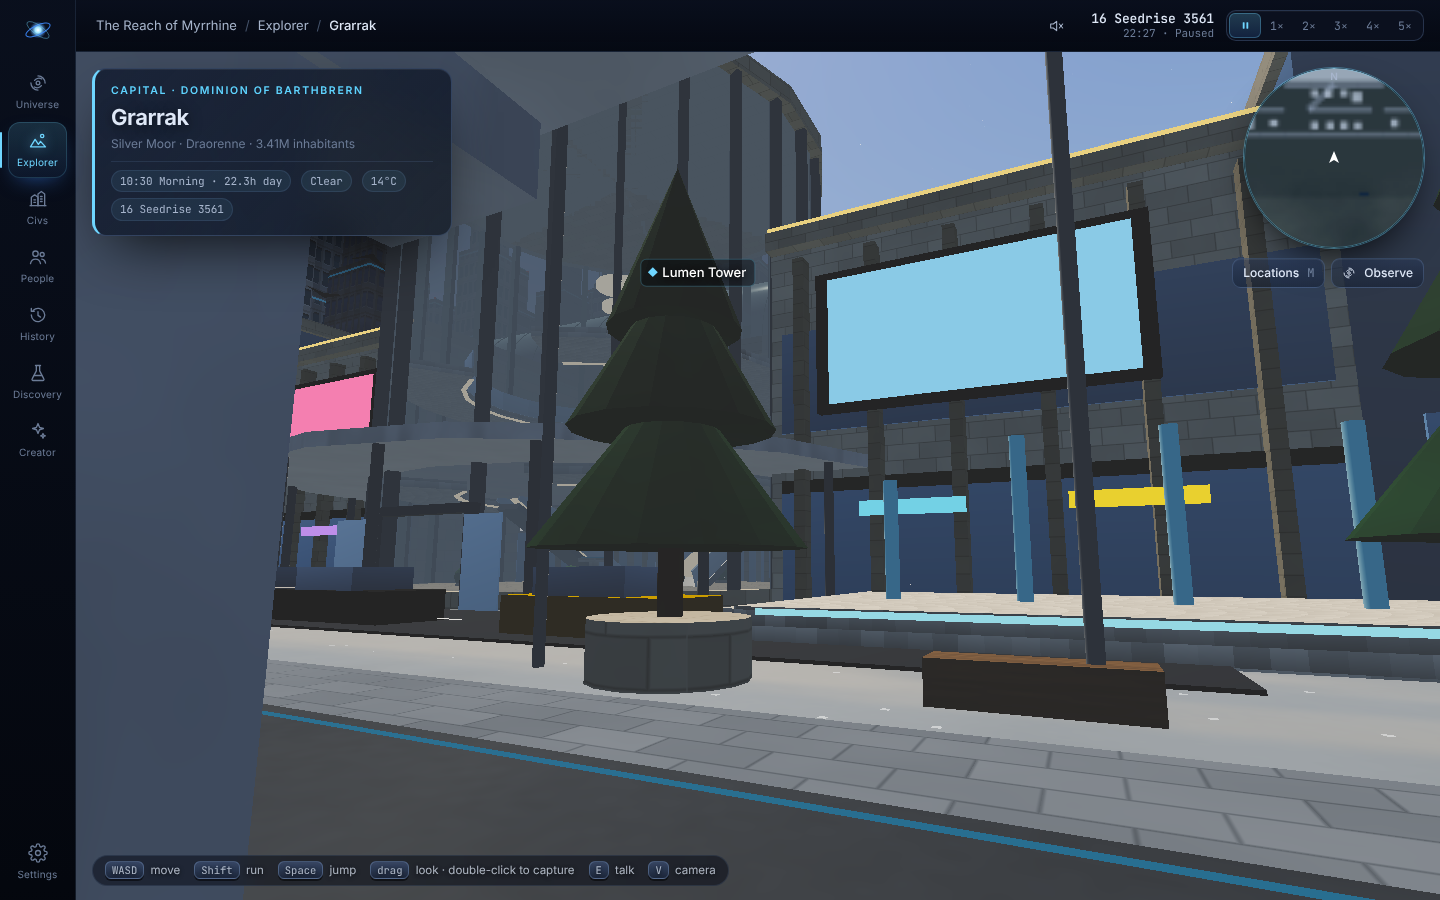 The Reach of Myrrhine / Explorer / Grarrak
16 Seedrise 3561
22:27 · Paused
1×
2×
3×
4×
5×
Universe
Explorer
Civs
People
History
Discovery
Creator
Settings
CAPITAL · DOMINION OF BARTHBRERN
Grarrak
Silver Moor · Draorenne · 3.41M inhabitants
10:30 Morning · 22.3h day
Clear
14°C
16 Seedrise 3561
N
Lumen Tower
Locations M
Observe
WASD move
Shift run
Space jump
drag look · double-click to capture
E talk
V camera